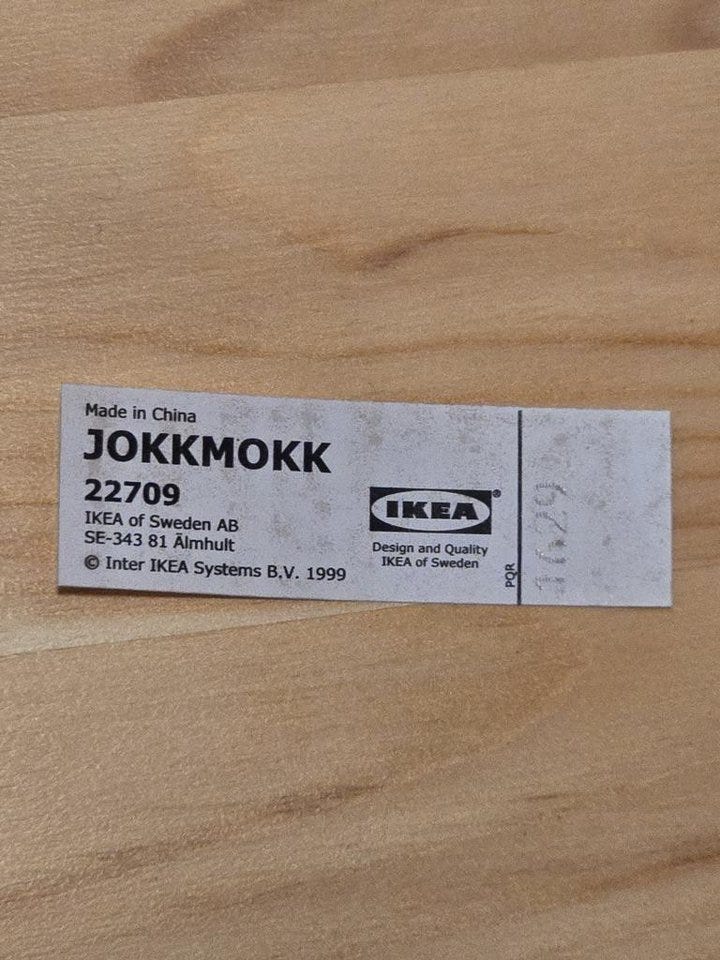 Made in China
JOKKMOKK
22709
IKEA of Sweden AB
SE-343 81 Älmhult
© Inter IKEA Systems B.V. 1999
IKEA®
Design and Quality
IKEA of Sweden
PQR
1629